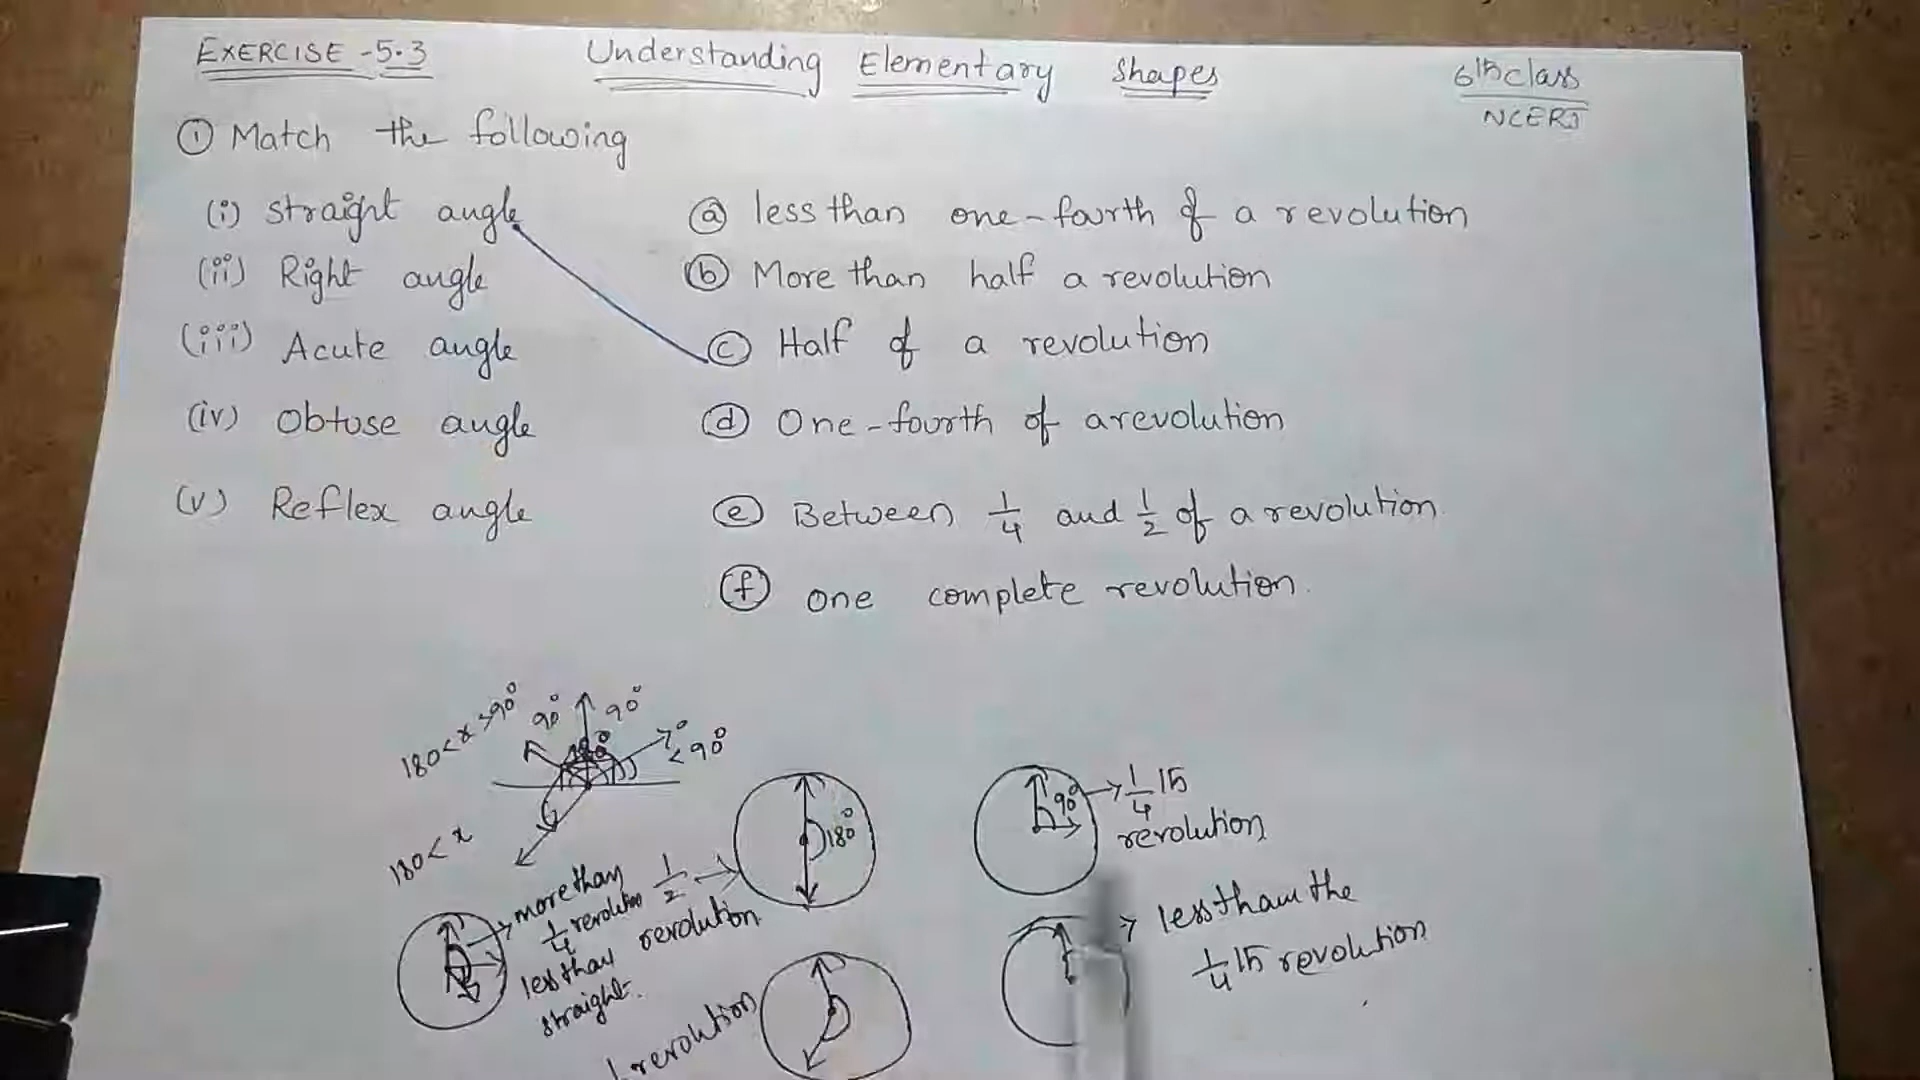 EXERCISE -5.3 Understanding Elementary shapes 6th class
NCERT
① Match the following
(i) straight angle ⓐ less than one-fourth of a revolution
(ii) Right angle ⓑ More than half a revolution
(iii) Acute angle ⓒ Half of a revolution
(iv) Obtuse angle ⓓ One-fourth of a revolution
(v) Reflex angle ⓔ Between 1/4 and 1/2 of a revolution.
ⓕ one complete revolution.
180<x>90°
90°
90°
<90°
180<x
180°
1/2
revolution.
90°
1/4th
revolution
more than
1/4 revolution
less than
straight.
less than the
1/4th revolution
revolution